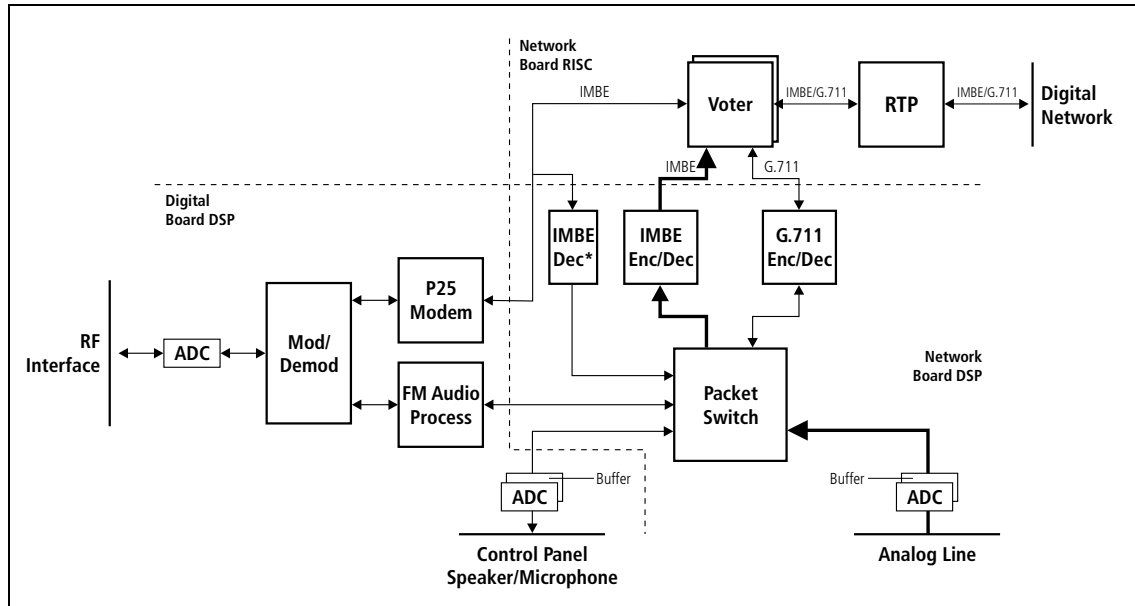 Network
Board RISC
IMBE
Voter
IMBE/G.711
RTP
IMBE/G.711
Digital
Network
IMBE
G.711
Digital
Board DSP
IMBE
Dec*
IMBE
Enc/Dec
G.711
Enc/Dec
P25
Modem
RF
Interface
ADC
Mod/
Demod
FM Audio
Process
Packet
Switch
Network
Board DSP
Buffer
ADC
Buffer
ADC
Control Panel
Speaker/Microphone
Analog Line